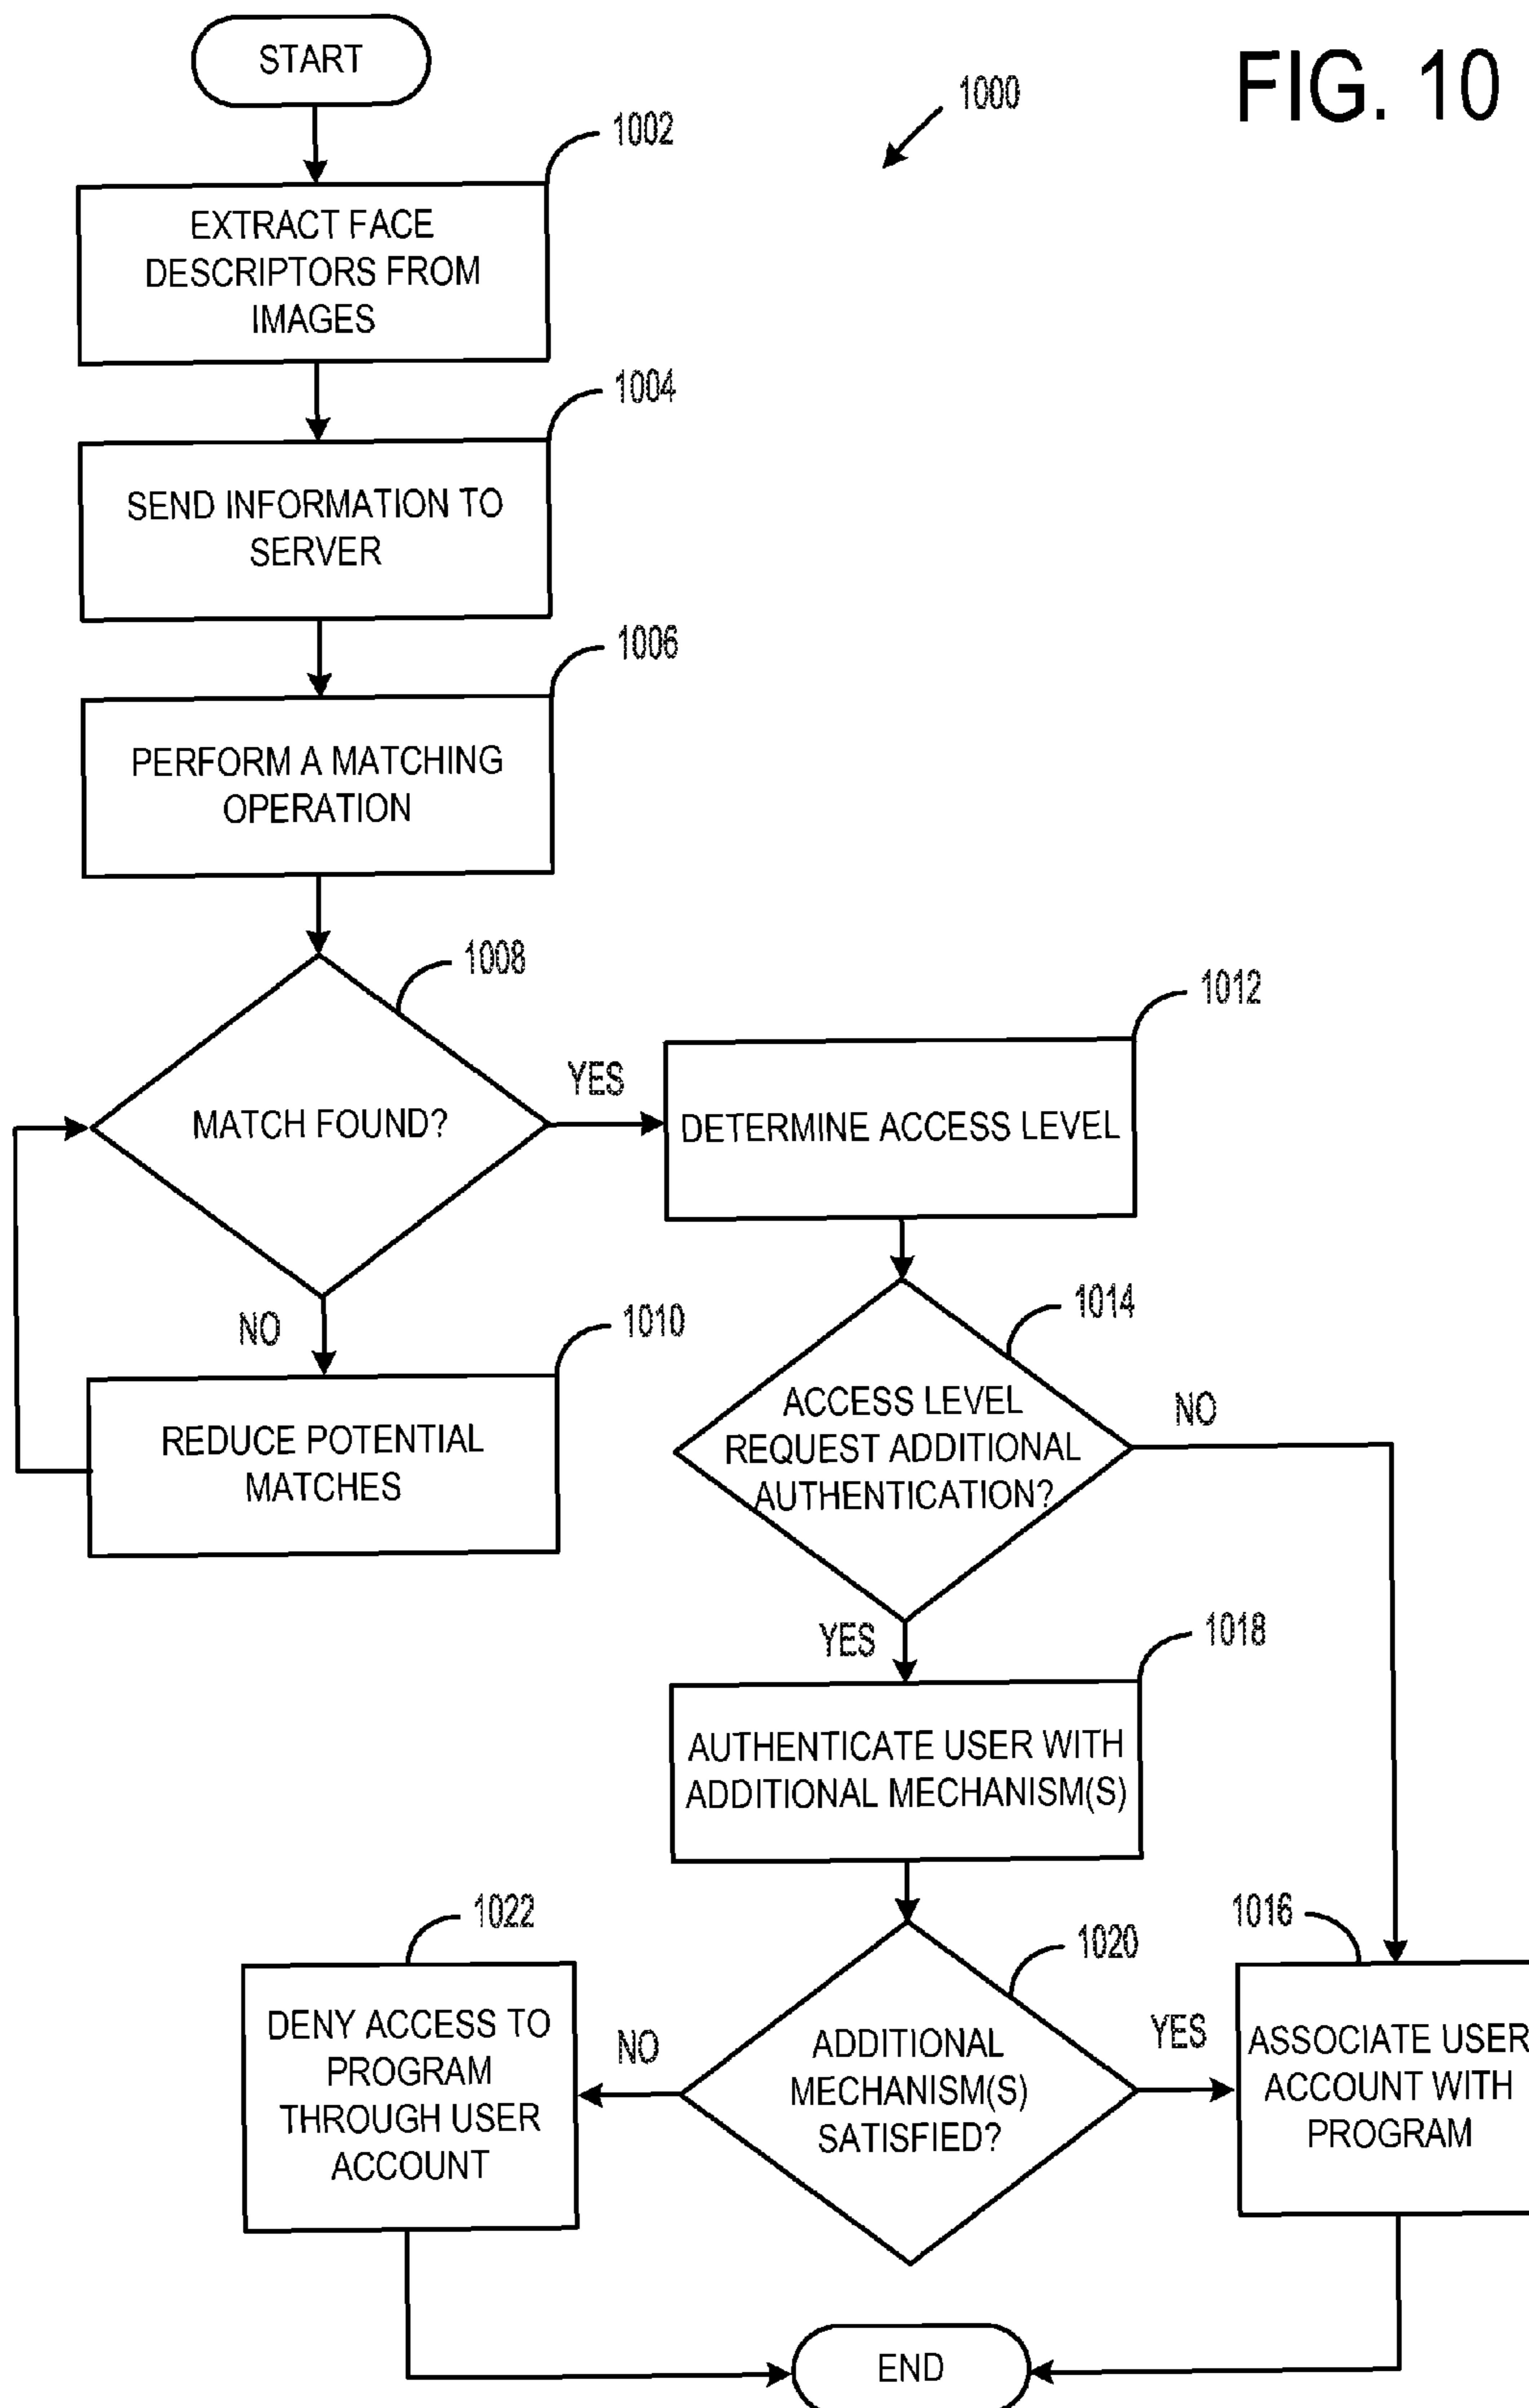 START
FIG. 10
1000
1002
EXTRACT FACE
DESCRIPTORS FROM
IMAGES
1004
SEND INFORMATION TO
SERVER
1006
PERFORM A MATCHING
OPERATION
1008
MATCH FOUND?
YES
1012
DETERMINE ACCESS LEVEL
NO
1010
REDUCE POTENTIAL
MATCHES
1014
ACCESS LEVEL
REQUEST ADDITIONAL
AUTHENTICATION?
NO
YES
1018
AUTHENTICATE USER WITH
ADDITIONAL MECHANISM(S)
1022
DENY ACCESS TO
PROGRAM
THROUGH USER
ACCOUNT
NO
1020
ADDITIONAL
MECHANISM(S)
SATISFIED?
YES
1016
ASSOCIATE USER
ACCOUNT WITH
PROGRAM
END